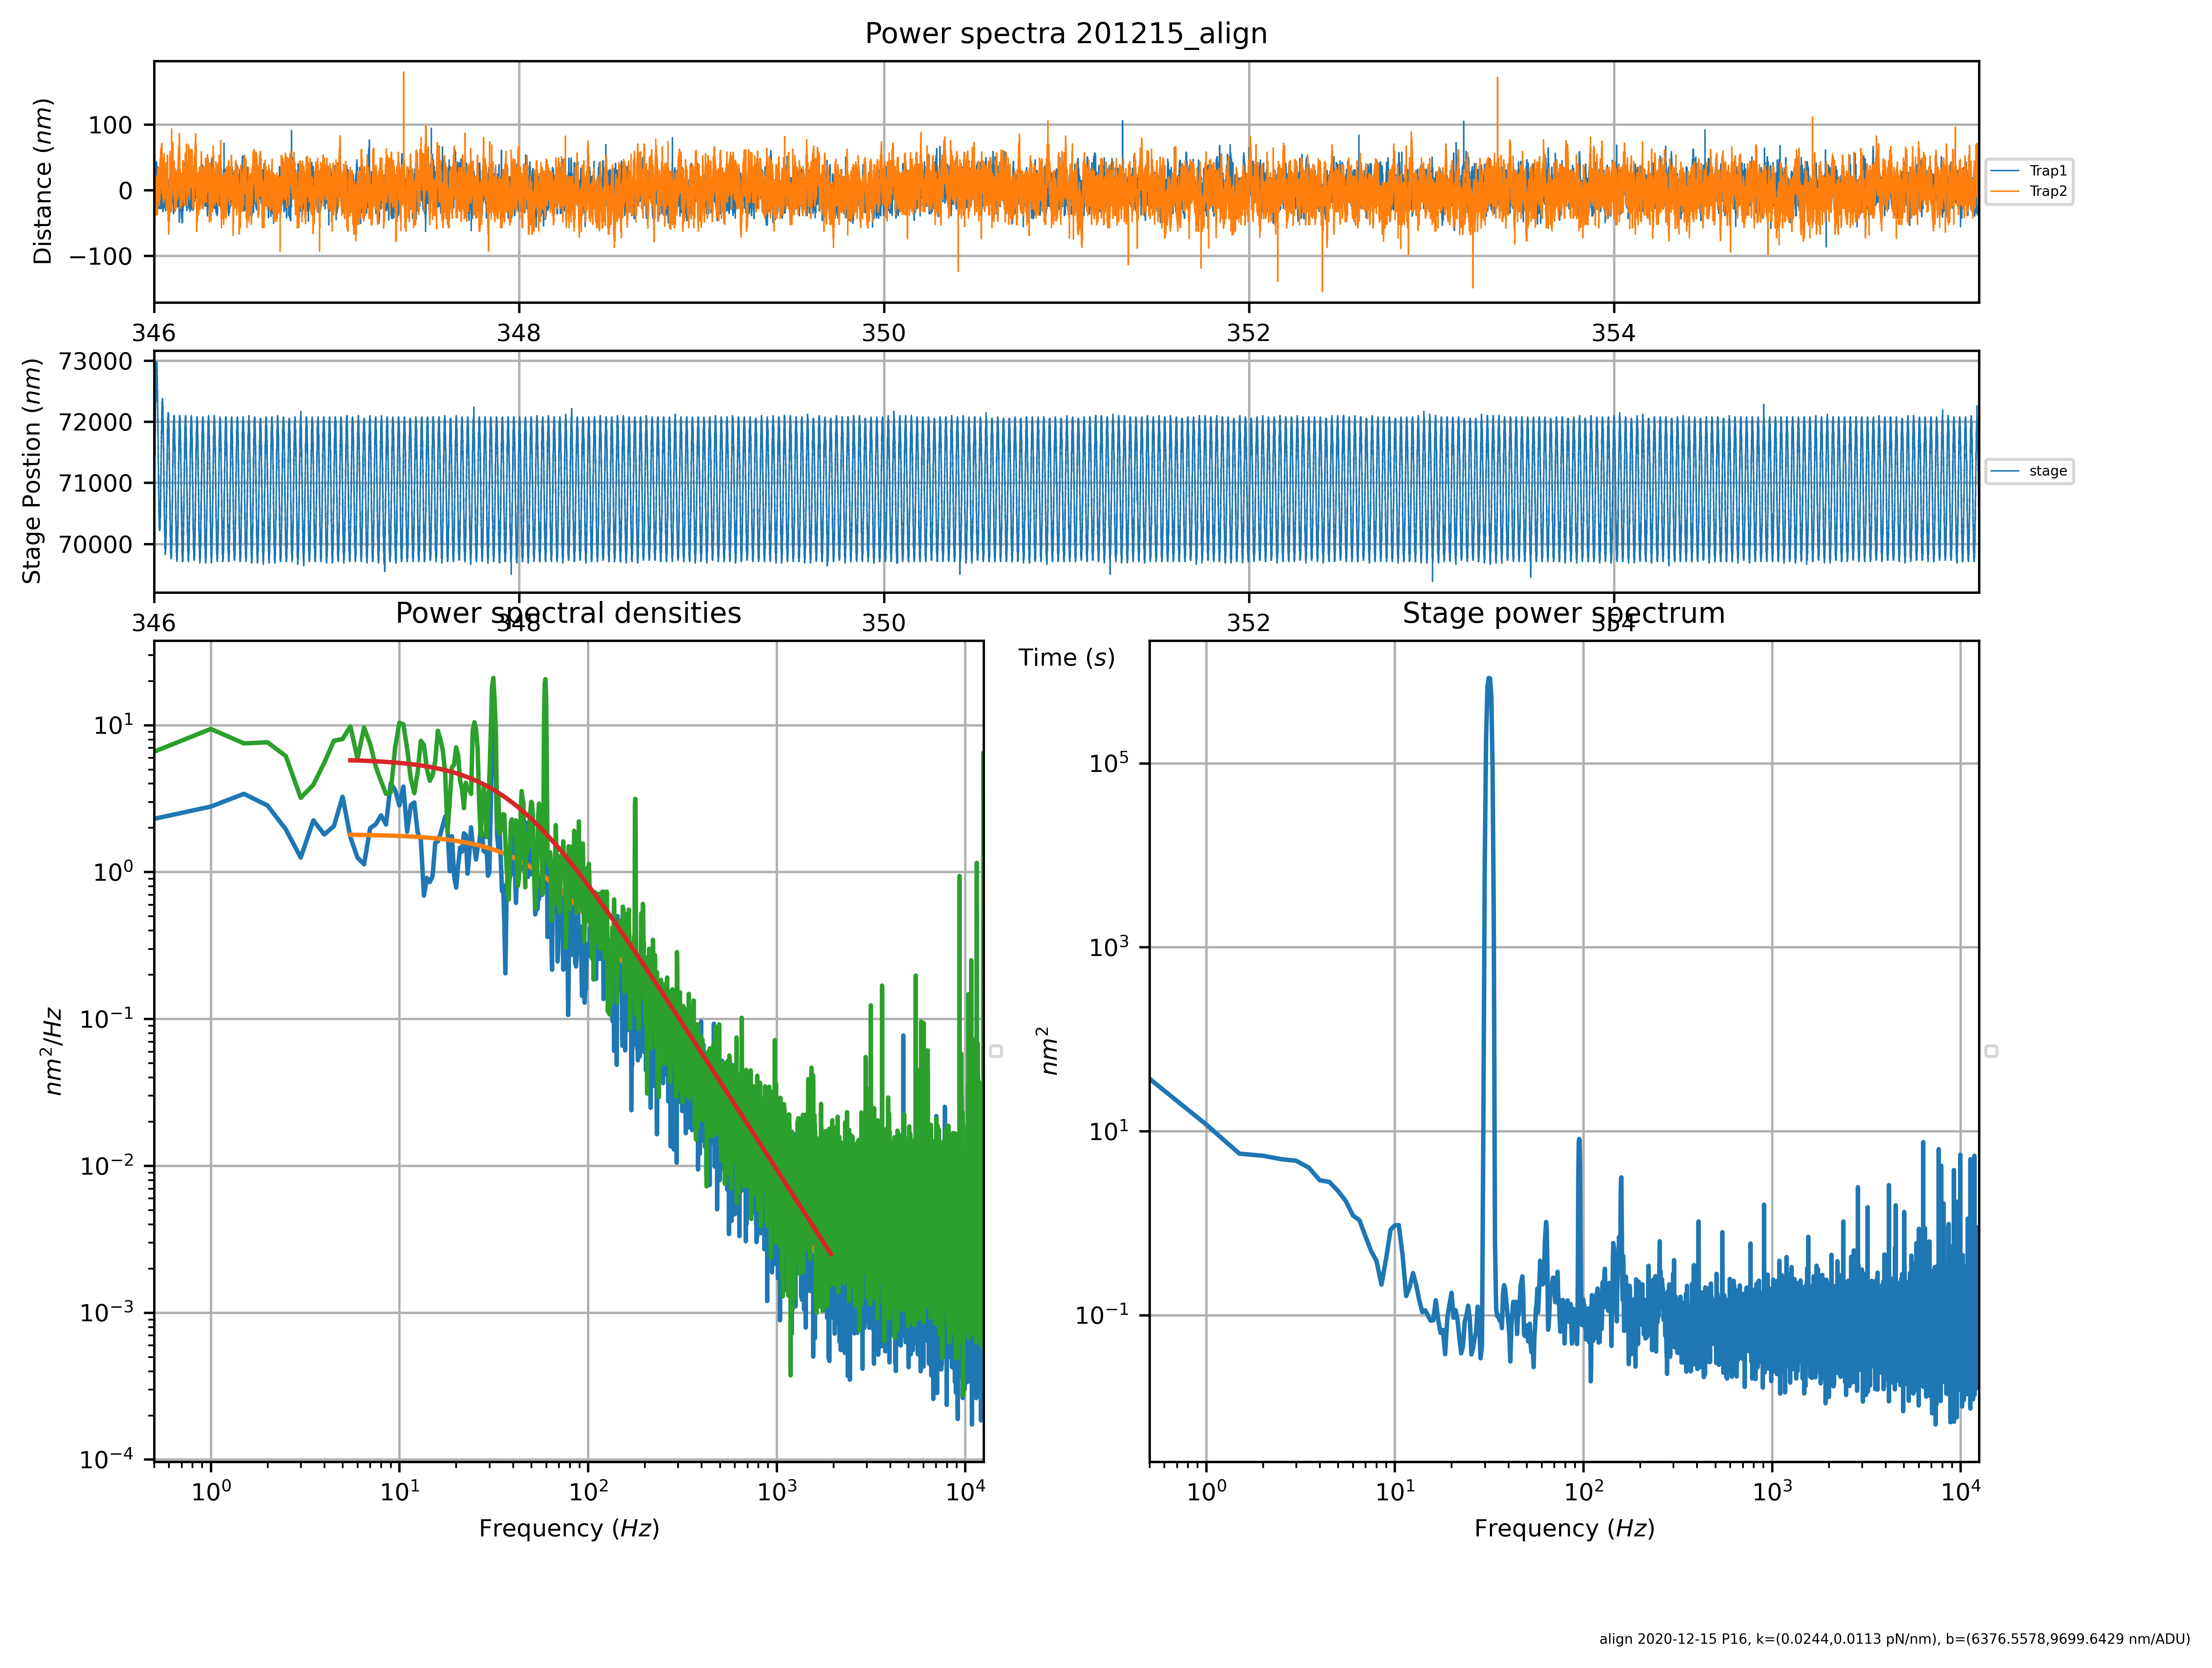 Power spectra 201215_align
Distance (nm)
100
0
−100
346 348 350 352 354
Trap1
Trap2
Stage Postion (nm)
73000
72000
71000
70000
346 348 350 352 354
stage
Time (s)
Power spectral densities
nm²/Hz
10¹
10⁰
10⁻¹
10⁻²
10⁻³
10⁻⁴
10⁰ 10¹ 10² 10³ 10⁴
Frequency (Hz)
Stage power spectrum
nm²
10⁵
10³
10¹
10⁻¹
10⁰ 10¹ 10² 10³ 10⁴
Frequency (Hz)
align 2020-12-15 P16, k=(0.0244,0.0113 pN/nm), b=(6376.5578,9699.6429 nm/ADU)